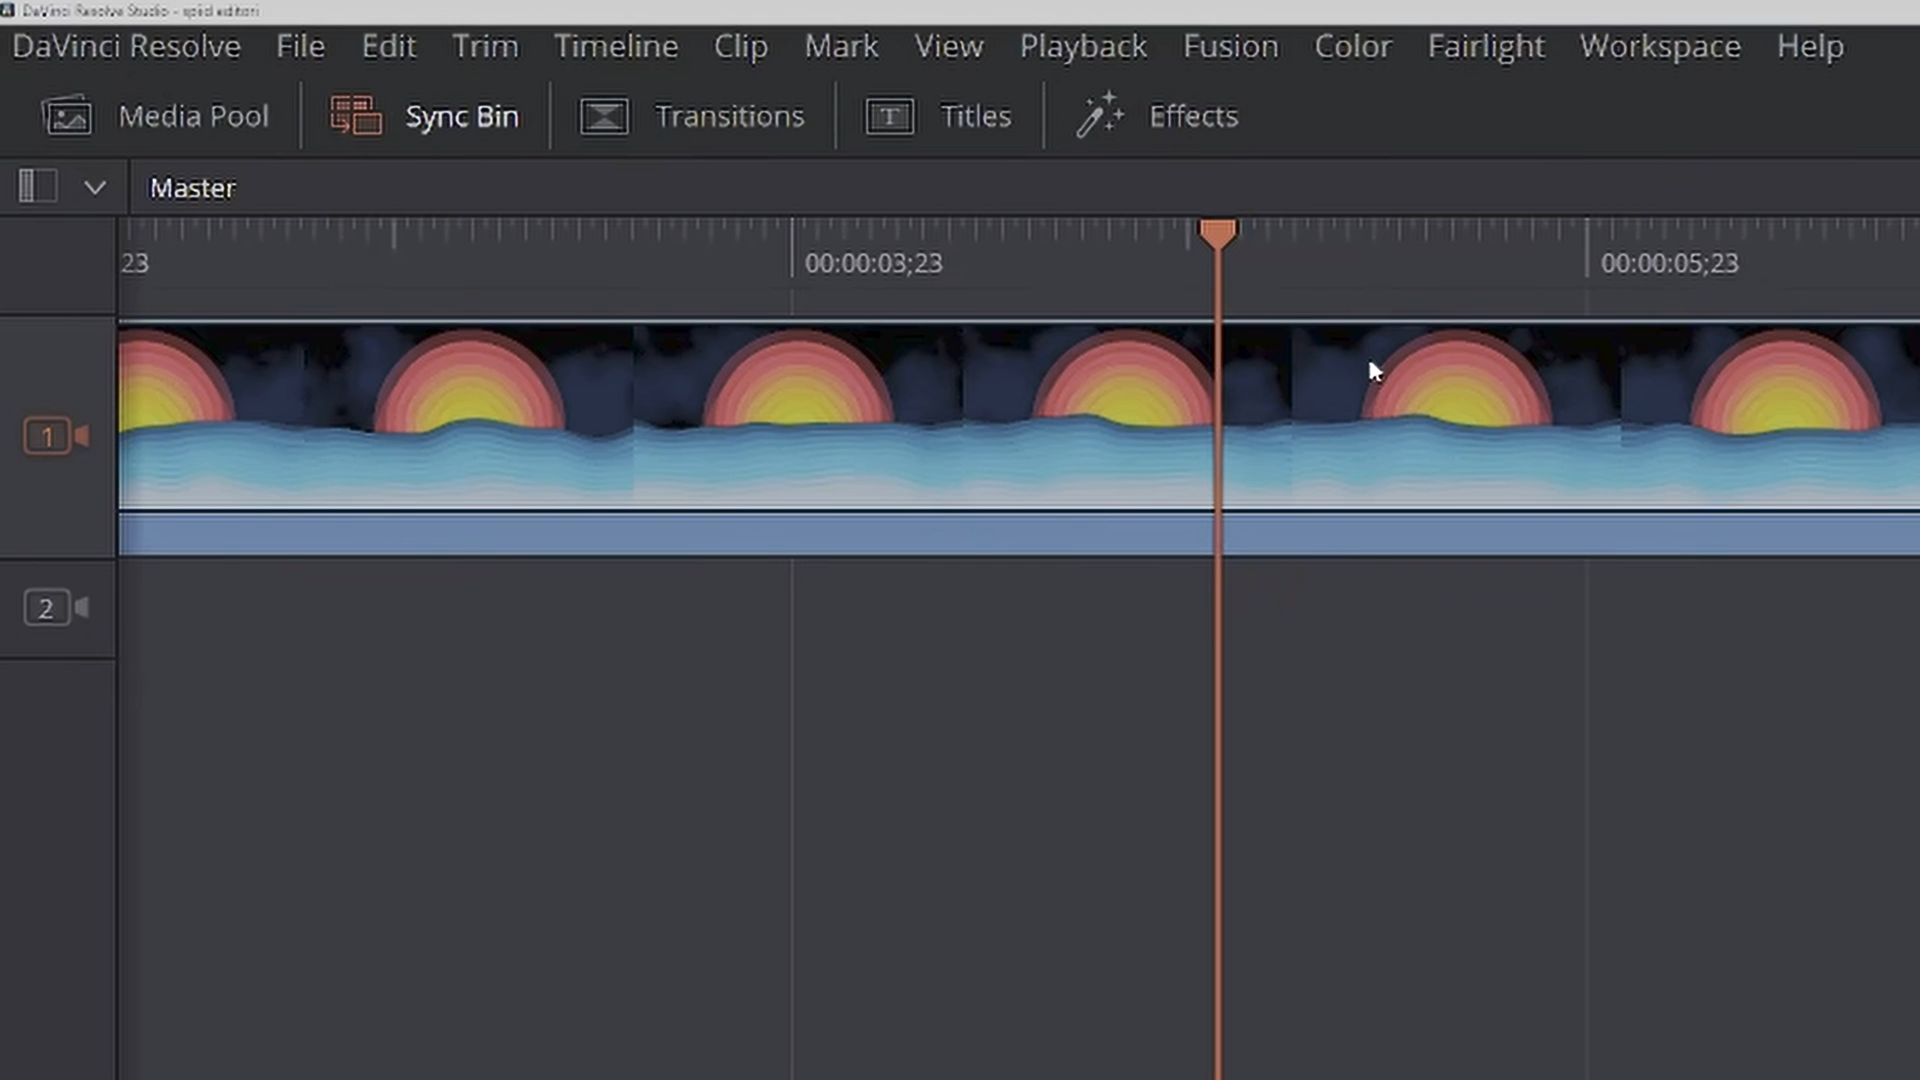 DaVinci Resolve Studio - spiid editori
DaVinci Resolve File Edit Trim Timeline Clip Mark View Playback Fusion Color Fairlight Workspace Help
Media Pool Sync Bin Transitions Titles Effects
Master
23 00:00:03;23 00:00:05;23
1
2